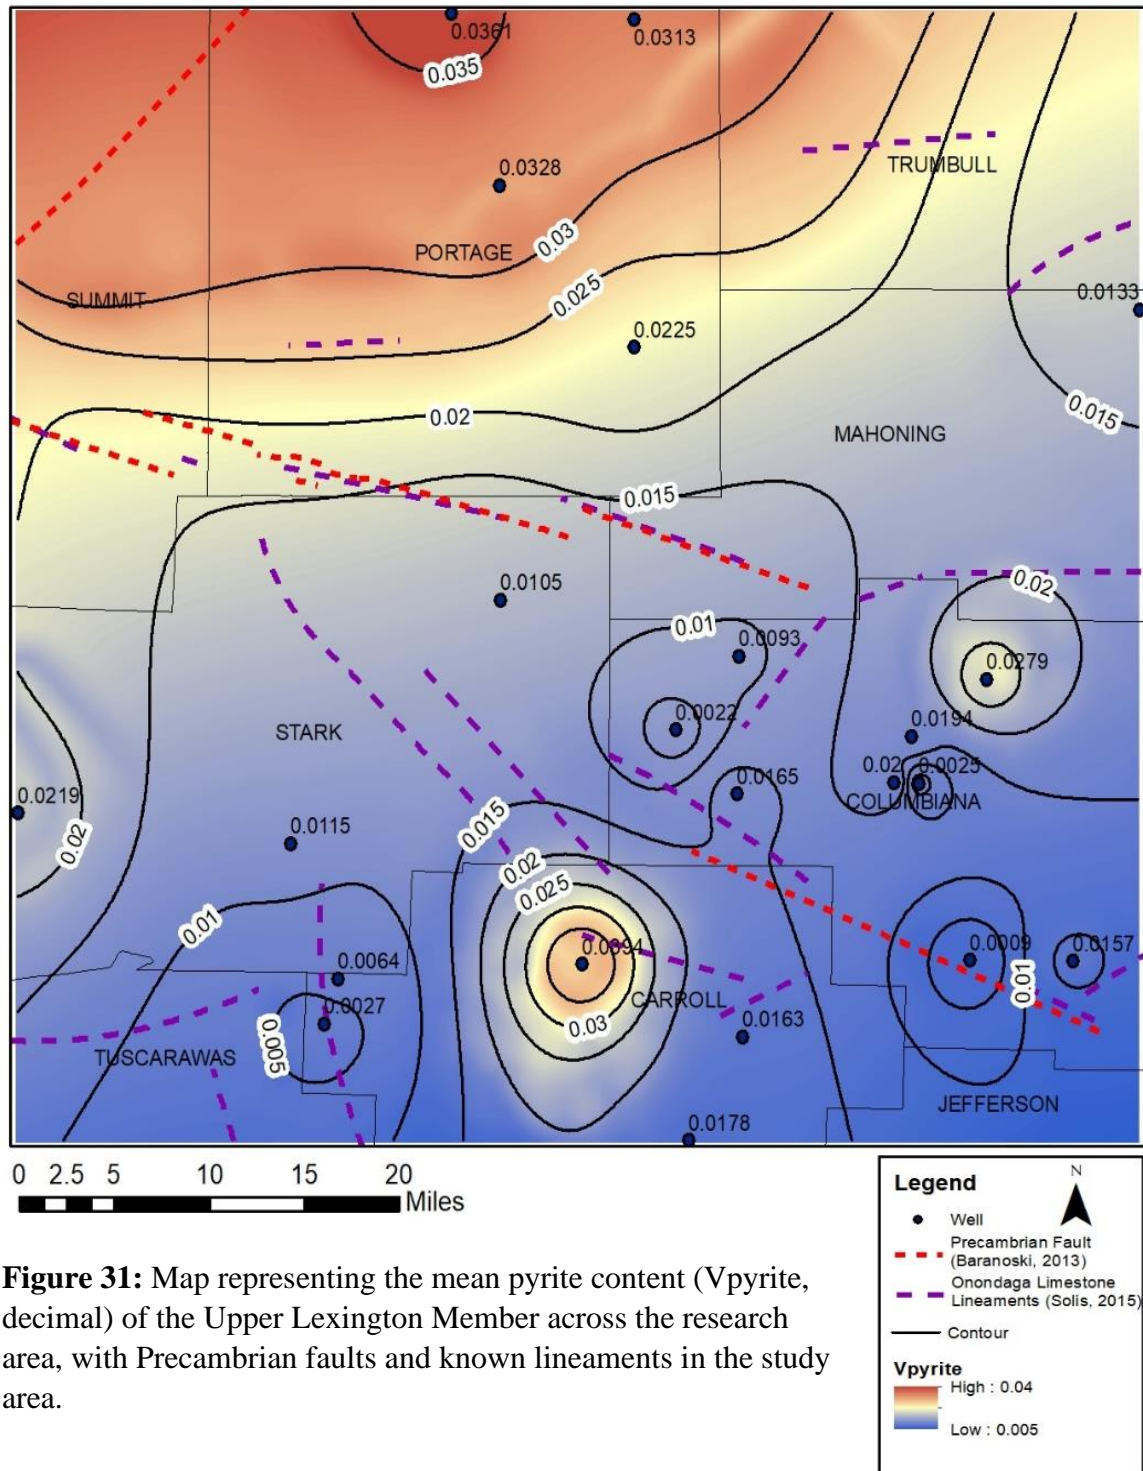 0.0361
0.0313
0.035
TRUMBULL
0.0328
0.03
PORTAGE
0.025
SUMMIT
0.0133
0.0225
0.015
0.02
MAHONING
0.015
0.0105
0.02
0.01
0.0093
0.0279
0.0022
STARK
0.0194
0.02
0.0025
0.0165
COLUMBIANA
0.0219
0.015
0.02
0.0115
0.02
0.025
0.01
0.0394
0.0009
0.0157
0.0064
0.01
CARROLL
0.0027
0.03
0.0163
0.005
TUSCARAWAS
JEFFERSON
0.0178
0 2.5 5 10 15 20
Miles
Legend
N
Well
Precambrian Fault
(Baranoski, 2013)
Onondaga Limestone
Lineaments (Solis, 2015)
Contour
Vpyrite
High : 0.04
Low : 0.005
Figure 31: Map representing the mean pyrite content (Vpyrite,
decimal) of the Upper Lexington Member across the research
area, with Precambrian faults and known lineaments in the study
area.